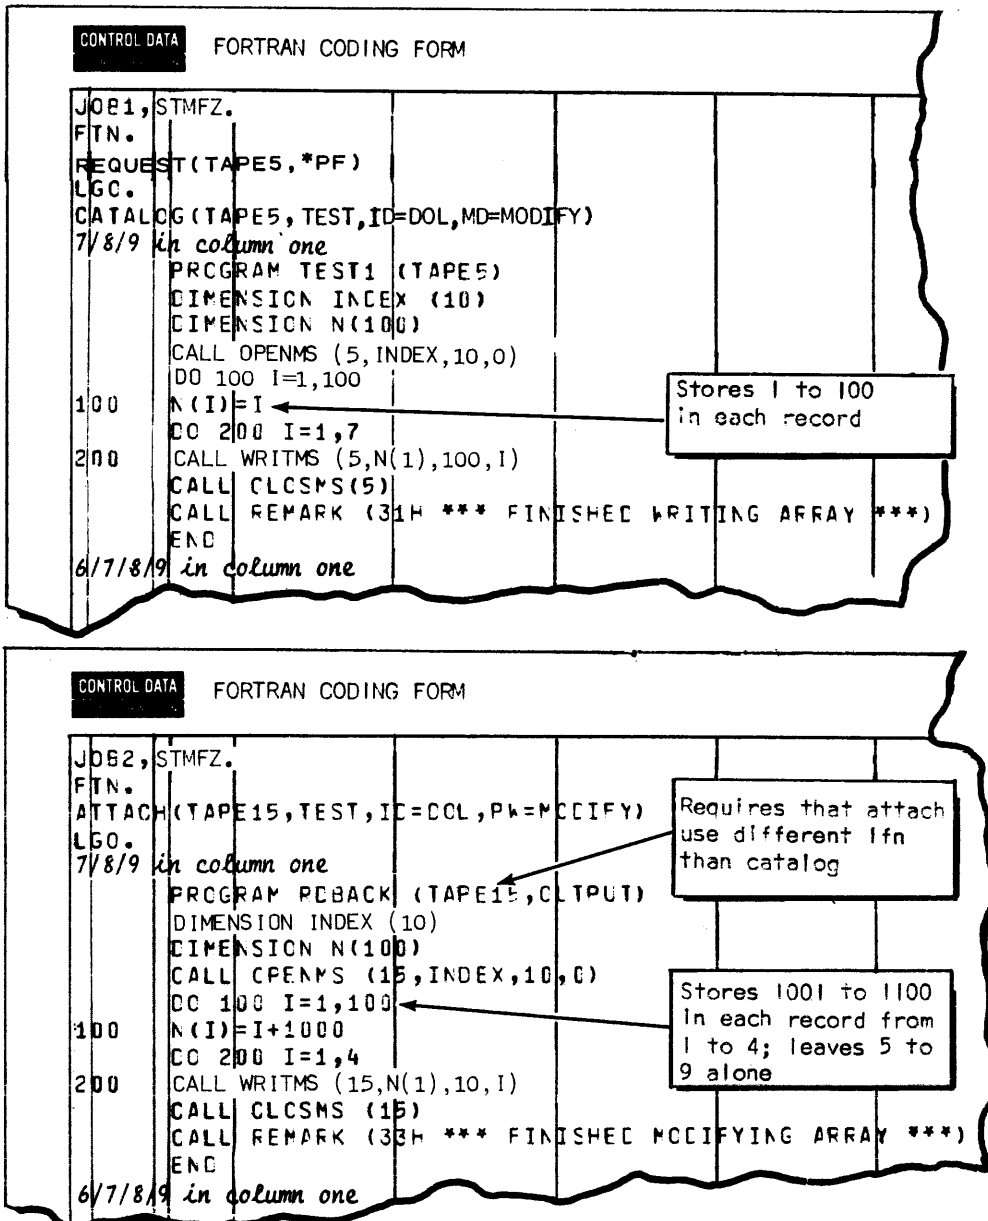 CONTROL DATA FORTRAN CODING FORM
JOB1,STMFZ.
FTN.
REQUEST(TAPE5,*PF)
LGO.
CATALOG(TAPE5,TEST,ID=DOL,MD=MODIFY)
7/8/9 in column one
PROGRAM TEST1 (TAPE5)
DIMENSION INDEX (10)
DIMENSION N(100)
CALL OPENMS (5,INDEX,10,0)
DO 100 I=1,100
100 N(I)=I
DO 200 I=1,7
200 CALL WRITMS (5,N(1),100,I)
CALL CLOSMS(5)
CALL REMARK (31H *** FINISHED WRITING ARRAY ***)
END
6/7/8/9 in column one
Stores 1 to 100
in each record
CONTROL DATA FORTRAN CODING FORM
JOB2,STMFZ.
FTN.
ATTACH(TAPE15,TEST,ID=DOL,PW=MODIFY)
LGO.
7/8/9 in column one
PROGRAM RDBACK (TAPE15,OUTPUT)
DIMENSION INDEX (10)
DIMENSION N(100)
CALL OPENMS (15,INDEX,10,0)
DO 100 I=1,100
100 N(I)=I+1000
DO 200 I=1,4
200 CALL WRITMS (15,N(1),10,I)
CALL CLOSMS (15)
CALL REMARK (33H *** FINISHED MODIFYING ARRAY ***)
END
6/7/8/9 in column one
Requires that attach
use different lfn
than catalog
Stores 1001 to 1100
in each record from
1 to 4; leaves 5 to
9 alone